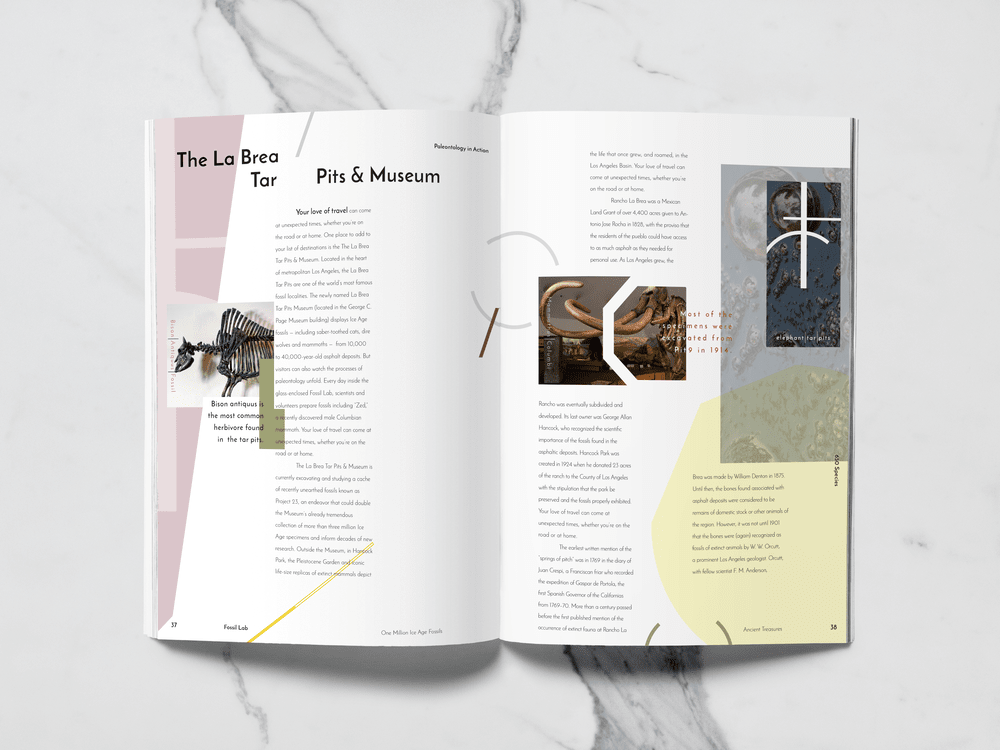 The La Brea
Tar Pits & Museum
Paleontology in Action
Your love of travel can come
at unexpected times, whether you're on
the road or at home. One place to add to
your list of destinations is the The La Brea
Tar Pits & Museum. Located in the heart
of metropolitan Los Angeles, the La Brea
Tar Pits are one of the world's most famous
fossil localities. The newly named La Brea
Tar Pits Museum (located in the George C.
Page Museum building) displays Ice Age
fossils — including saber-toothed cats, dire
wolves and mammoths — from 10,000
to 40,000-year-old asphalt deposits. But
visitors can also watch the processes of
paleontology unfold. Every day inside the
glass-enclosed Fossil Lab, scientists and
volunteers prepare fossils including "Zed,"
a recently discovered male Columbian
mammoth. Your love of travel can come at
unexpected times, whether you're on the
road or at home.
The La Brea Tar Pits & Museum is
currently excavating and studying a cache
of recently unearthed fossils known as
Project 23, an endeavor that could double
the Museum's already tremendous
collection of more than three million Ice
Age specimens and inform decades of new
research. Outside the Museum, in Hancock
Park, the Pleistocene Garden and iconic
life-size replicas of extinct mammals depict
Bison Antiquus Fossil
Bison antiquus is
the most common
herbivore found
in the tar pits.
37
Fossil Lab
One Million Ice Age Fossils
the life that once grew, and roamed, in the
Los Angeles Basin. Your love of travel can
come at unexpected times, whether you're
on the road or at home.
Rancho La Brea was a Mexican
Land Grant of over 4,400 acres given to An-
tonio Jose Rocha in 1828, with the proviso that
the residents of the pueblo could have access
to as much asphalt as they needed for
personal use. As Los Angeles grew, the
Most of the
specimens were
excavated from
Pit 9 in 1914.
Rancho was eventually subdivided and
developed. Its last owner was George Allan
Hancock, who recognized the scientific
importance of the fossils found in the
asphaltic deposits. Hancock Park was
created in 1924 when he donated 23 acres
of the ranch to the County of Los Angeles
with the stipulation that the park be
preserved and the fossils properly exhibited.
Your love of travel can come at
unexpected times, whether you're on the
road or at home.
The earliest written mention of the
"springs of pitch" was in 1769 in the diary of
Juan Crespi, a Franciscan friar who recorded
the expedition of Gaspar de Portola, the
first Spanish Governor of the Californias
from 1769-70. More than a century passed
before the first published mention of the
occurrence of extinct fauna at Rancho La
elephant tar pits
650 Species
Brea was made by William Denton in 1875.
Until then, the bones found associated with
asphalt deposits were considered to be
remains of domestic stock or other animals of
the region. However, it was not until 1901
that the bones were (again) recognized as
fossils of extinct animals by W. W. Orcutt,
a prominent Los Angeles geologist. Orcutt,
with fellow scientist F. M. Anderson,
Ancient Treasures
38